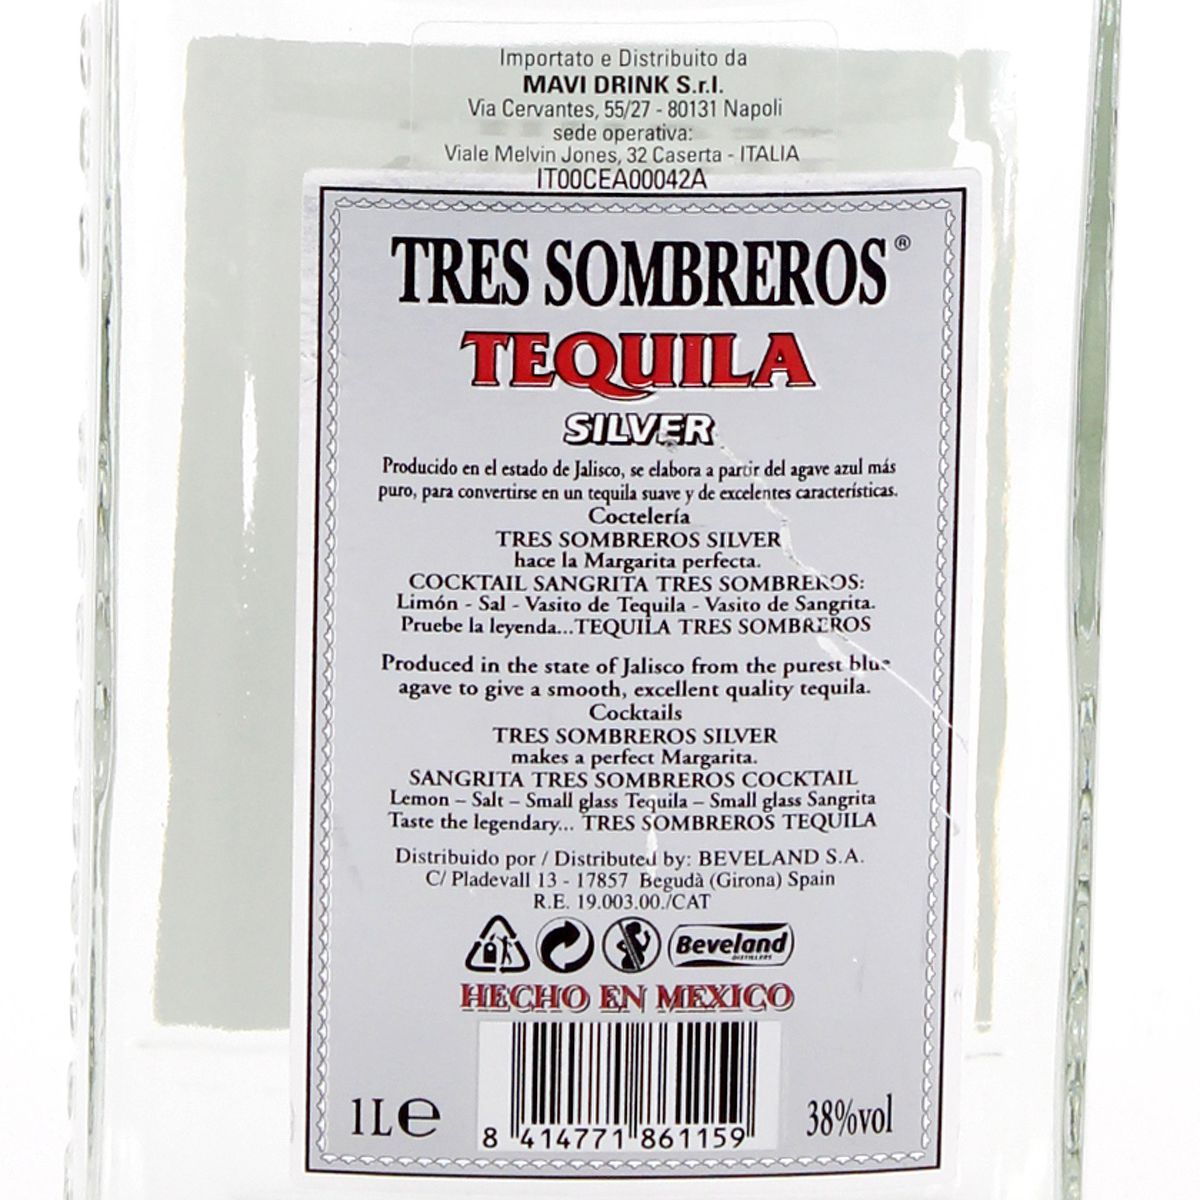 Importato e Distribuito da
MAVI DRINK S.r.l.
Via Cervantes, 55/27 - 80131 Napoli
sede operativa:
Viale Melvin Jones, 32 Caserta - ITALIA
IT00CEA00042A
TRES SOMBREROS®
TEQUILA
SILVER
Producido en el estado de Jalisco, se elabora a partir del agave azul más
puro, para convertirse en un tequila suave y de excelentes características.
Coctelería
TRES SOMBREROS SILVER
hace la Margarita perfecta.
COCKTAIL SANGRITA TRES SOMBREROS:
Limón - Sal - Vasito de Tequila - Vasito de Sangrita.
Pruebe la leyenda...TEQUILA TRES SOMBREROS
Produced in the state of Jalisco from the purest blue
agave to give a smooth, excellent quality tequila.
Cocktails
TRES SOMBREROS SILVER
makes a perfect Margarita.
SANGRITA TRES SOMBREROS COCKTAIL
Lemon – Salt – Small glass Tequila – Small glass Sangrita
Taste the legendary... TRES SOMBREROS TEQUILA
Distribuido por / Distributed by: BEVELAND S.A.
C/ Pladevall 13 - 17857 Begudà (Girona) Spain
R.E. 19.003.00./CAT
Beveland
DISTILLERS
HECHO EN MEXICO
1L e
8 414771 861159
38%vol